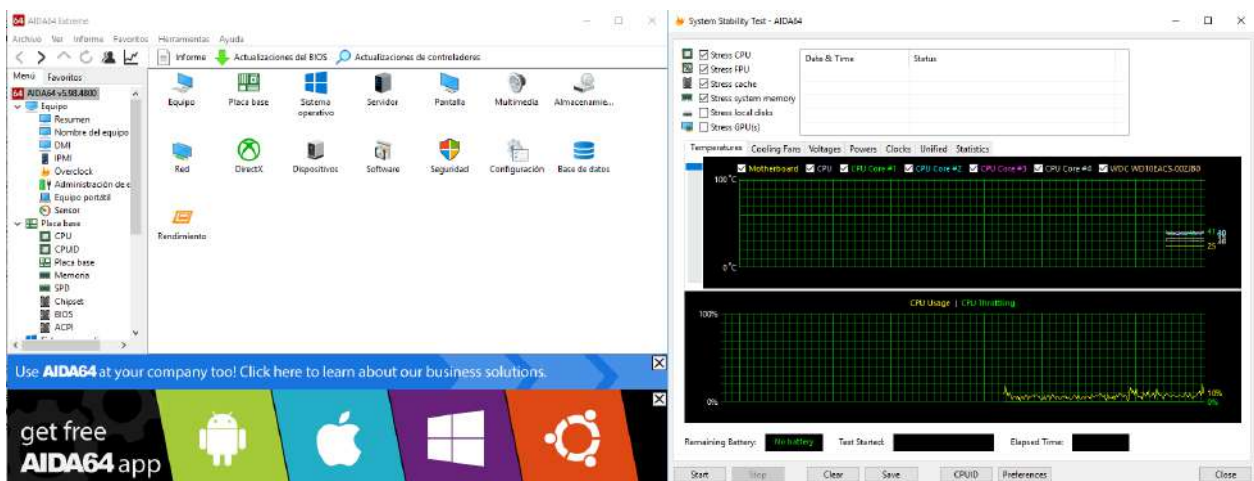 AIDA64 Extreme
Archivo Ver Informe Favoritos Herramientas Ayuda
Informe Actualizaciones del BIOS Actualizaciones de controladores
Menú Favoritos
AIDA64 v5.98.4800
Equipo
Resumen
Nombre del equipo
DMI
IPMI
Overclock
Administración de e
Equipo portátil
Sensor
Placa base
CPU
CPUID
Placa base
Memoria
SPD
Chipset
BIOS
ACPI
Equipo Placa base Sistema operativo Servidor Pantalla Multimedia Almacenamie...
Red DirectX Dispositivos Software Seguridad Configuración Base de datos
Rendimiento
Use AIDA64 at your company too! Click here to learn about our business solutions.
get free
AIDA64 app
System Stability Test - AIDA64
Stress CPU
Stress FPU
Stress cache
Stress system memory
Stress local disks
Stress GPU(s)
Date & Time Status
Temperatures Cooling Fans Voltages Powers Clocks Unified Statistics
Motherboard CPU CPU Core #1 CPU Core #2 CPU Core #3 CPU Core #4 WDC WD10EACS-00ZJB0
100°C
41 40
25
0°C
CPU Usage | CPU Throttling
100%
10%
0% 0%
Remaining Battery: No battery Test Started: Elapsed Time:
Start Stop Clear Save CPUID Preferences Close